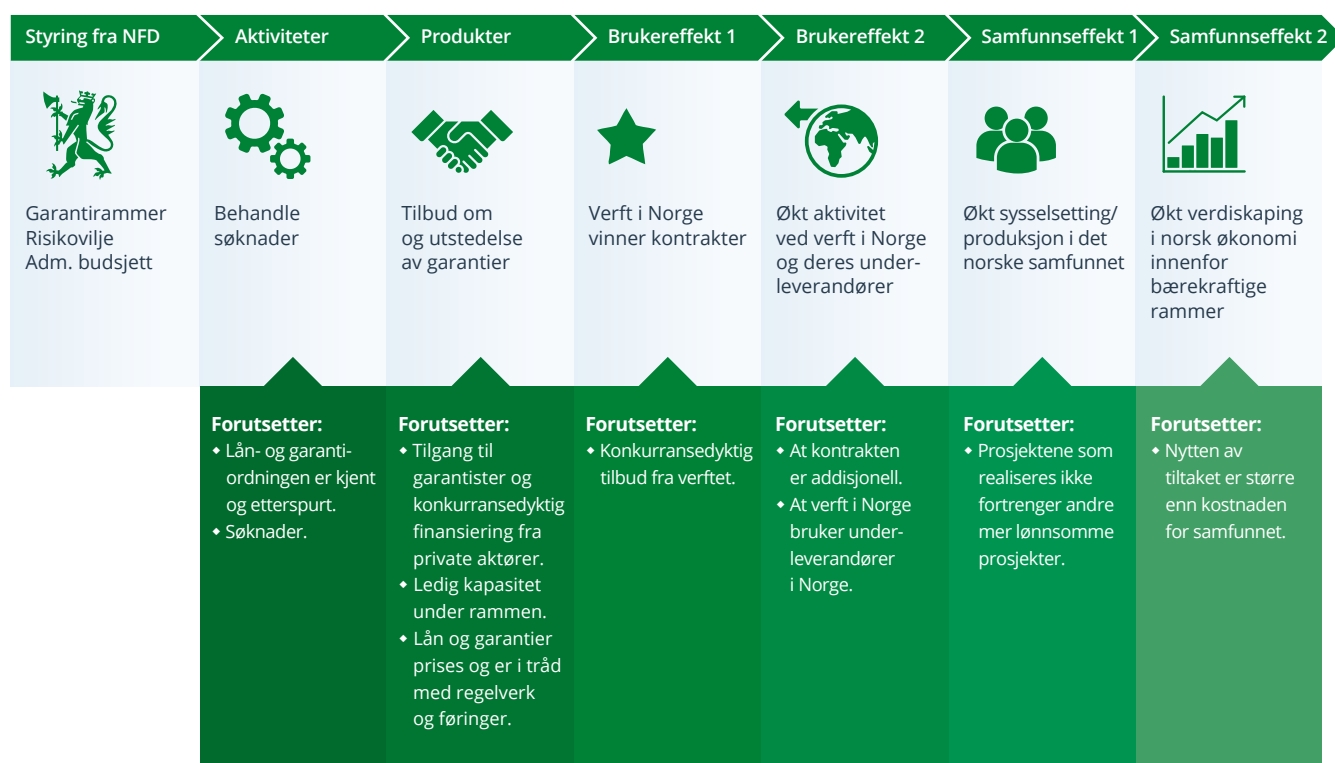 Styring fra NFD
Aktiviteter
Produkter
Brukereffekt 1
Brukereffekt 2
Samfunnseffekt 1
Samfunnseffekt 2
Garantirammer
Risikovilje
Adm. budsjett
Behandle
søknader
Tilbud om
og utstedelse
av garantier
Verft i Norge
vinner kontrakter
Økt aktivitet
ved verft i Norge
og deres under-
leverandører
Økt sysselsetting/
produksjon i det
norske samfunnet
Økt verdiskaping
i norsk økonomi
innenfor
bærekraftige
rammer
Forutsetter:
◆ Lån- og garanti-
ordningen er kjent
og etterspurt.
◆ Søknader.
Forutsetter:
◆ Tilgang til
garantister og
konkurransedyktig
finansiering fra
private aktører.
◆ Ledig kapasitet
under rammen.
◆ Lån og garantier
prises og er i tråd
med regelverk
og føringer.
Forutsetter:
◆ Konkurransedyktig
tilbud fra verftet.
Forutsetter:
◆ At kontrakten
er addisjonell.
◆ At verft i Norge
bruker under-
leverandører
i Norge.
Forutsetter:
◆ Prosjektene som
realiseres ikke
fortrenger andre
mer lønnsomme
prosjekter.
Forutsetter:
◆ Nytten av
tiltaket er større
enn kostnaden
for samfunnet.